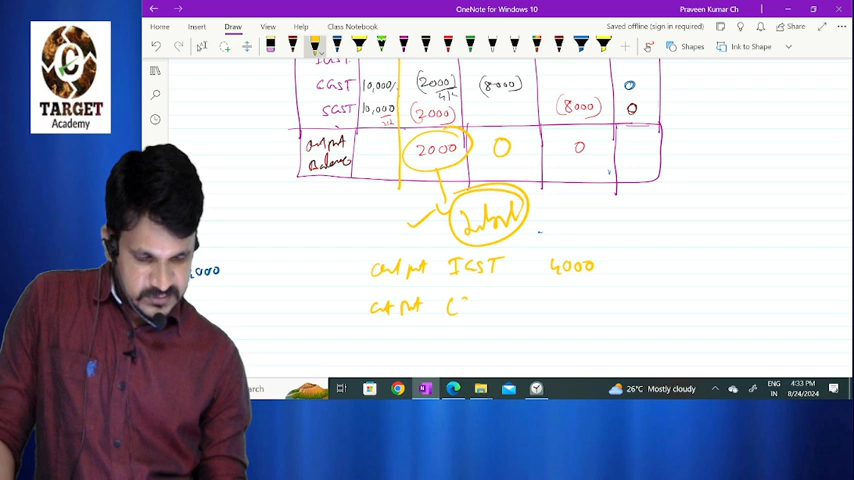 OneNote for Windows 10
Praveen Kumar Ch
Home Insert Draw View Help Class Notebook
Saved offline (sign in required)
Share
Shapes
Ink to Shape
TARGET
Academy
IGST
CGST 10,000/- (2000) (8000) 0
SGST 10,000 (2000) (8000) 0
output
Balance
2000 0 0
output IGST 4000
output (
000
earch
26°C Mostly cloudy
ENG
IN
4:33 PM
8/24/2024